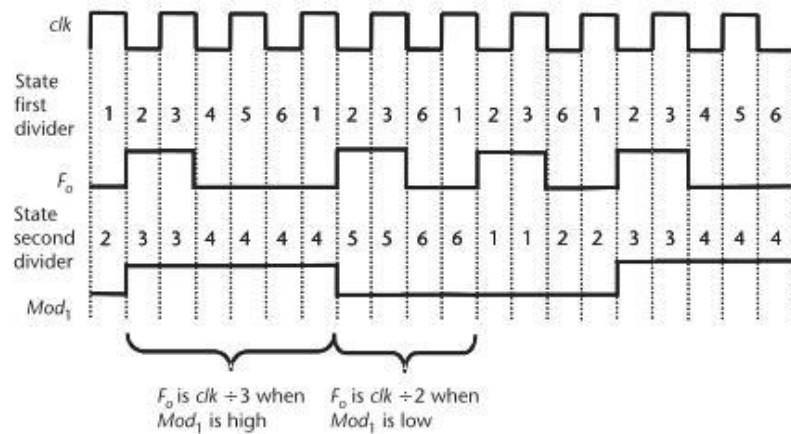 clk
State
first
divider
1 2 3 4 5 6 1 2 3 6 1 2 3 6 1 2 3 4 5 6
Fo
State
second
divider
2 3 3 4 4 4 4 5 5 6 6 1 1 2 2 3 3 4 4 4
Mod1
Fo is clk ÷3 when
Mod1 is high
Fo is clk ÷2 when
Mod1 is low